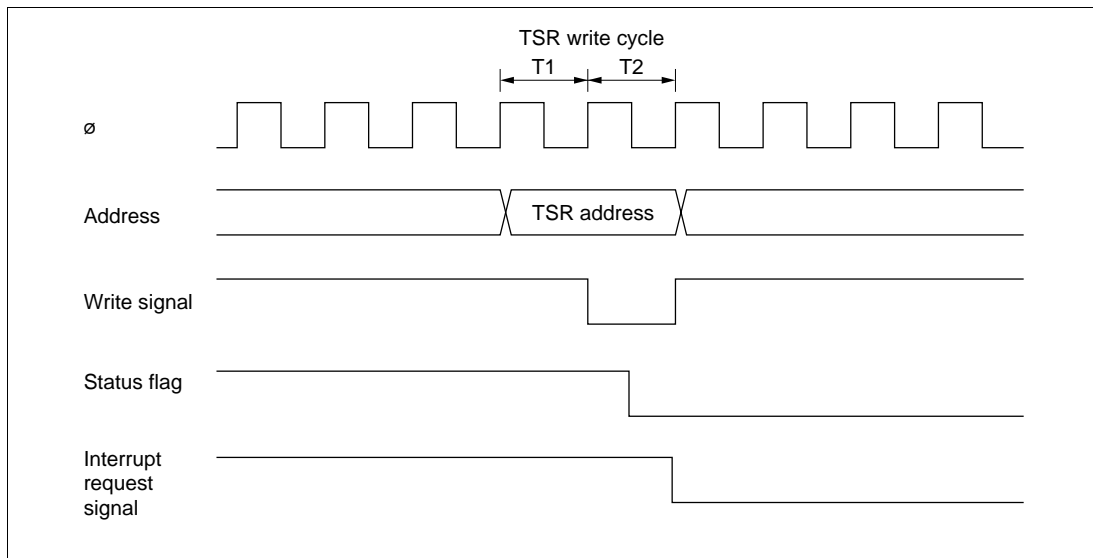 TSR write cycle
T1 T2
ø
Address
TSR address
Write signal
Status flag
Interrupt
request
signal